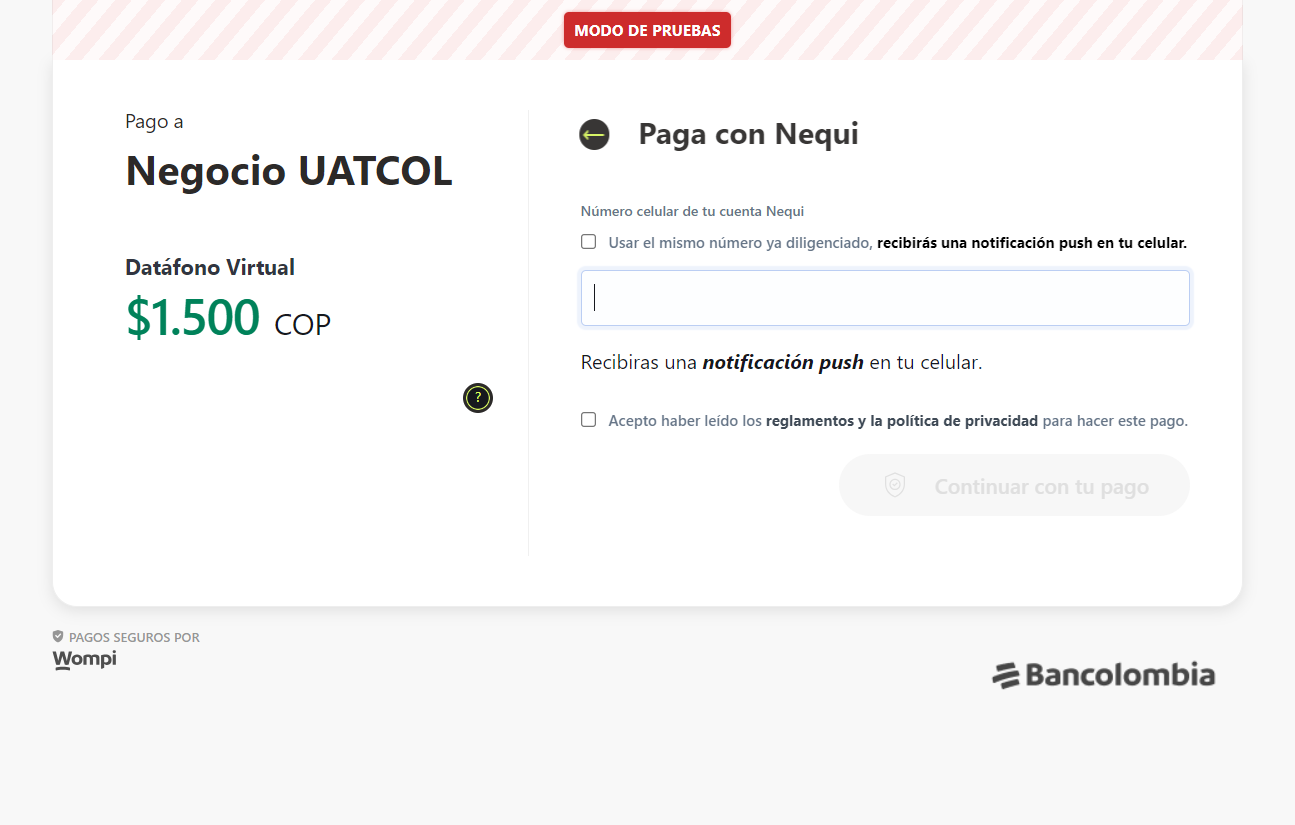 MODO DE PRUEBAS
Pago a
Negocio UATCOL
Datáfono Virtual
$1.500 COP
?
Paga con Nequi
Número celular de tu cuenta Nequi
Usar el mismo número ya diligenciado, recibirás una notificación push en tu celular.
Recibiras una notificación push en tu celular.
Acepto haber leído los reglamentos y la política de privacidad para hacer este pago.
Continuar con tu pago
PAGOS SEGUROS POR
Wompi
Bancolombia